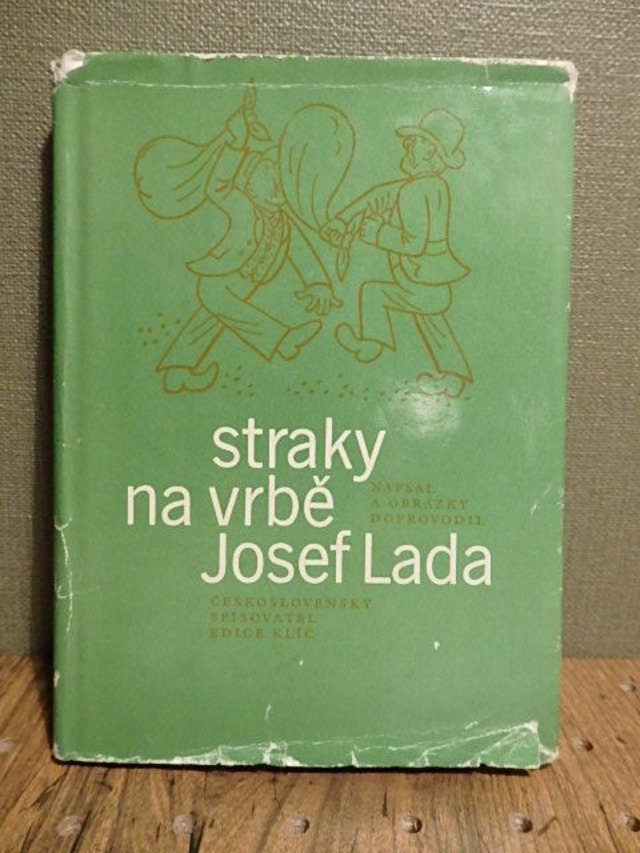 straky
na vrbě
NAPSAL
A OBRÁZKY
DOPROVODIL
Josef Lada
ČESKOSLOVENSKÝ
SPISOVATEL
EDICE KLÍČ